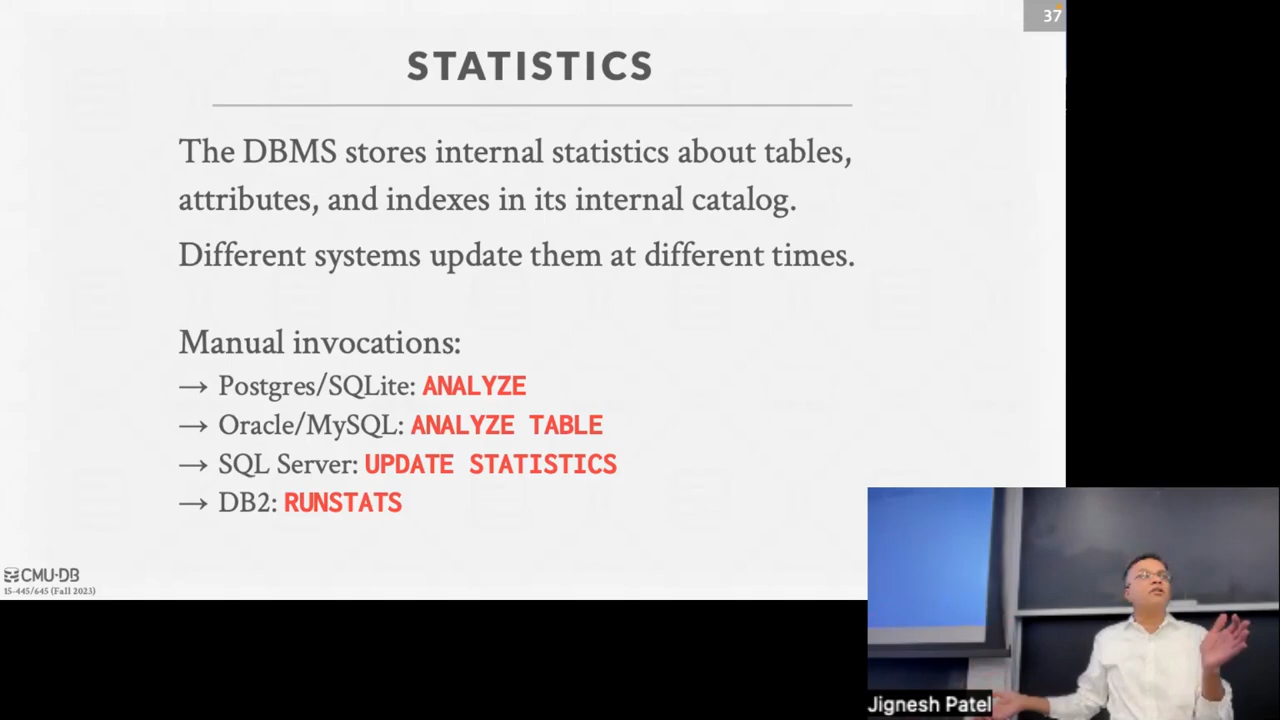 37
STATISTICS
The DBMS stores internal statistics about tables,
attributes, and indexes in its internal catalog.
Different systems update them at different times.
Manual invocations:
→ Postgres/SQLite: ANALYZE
→ Oracle/MySQL: ANALYZE TABLE
→ SQL Server: UPDATE STATISTICS
→ DB2: RUNSTATS
CMU·DB
15-445/645 (Fall 2023)
Jignesh Patel